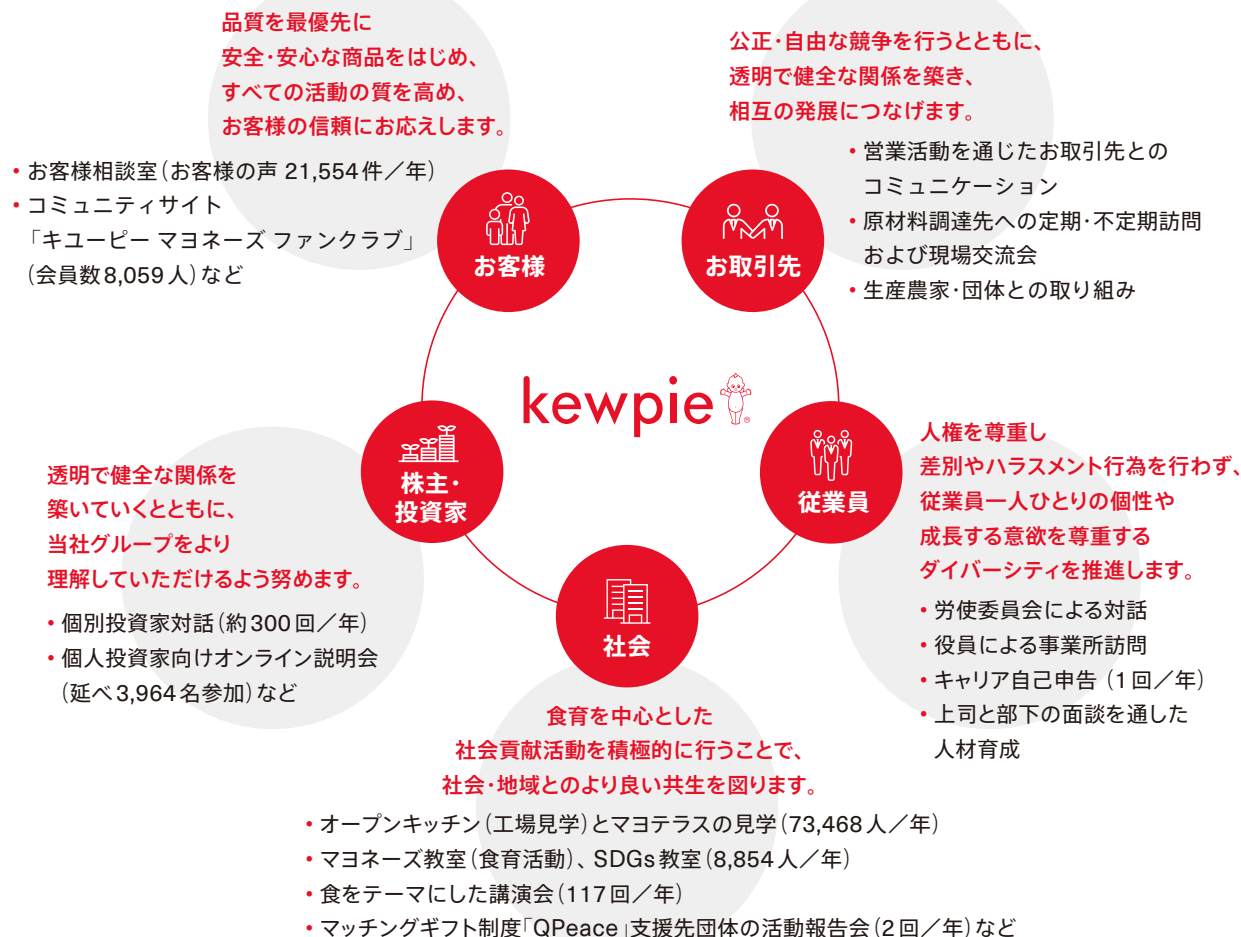 品質を最優先に
安全・安心な商品をはじめ、
すべての活動の質を高め、
お客様の信頼にお応えします。
・お客様相談室(お客様の声 21,554件／年)
・コミュニティサイト
「キユーピー マヨネーズ ファンクラブ」
(会員数8,059人)など
お客様
公正・自由な競争を行うとともに、
透明で健全な関係を築き、
相互の発展につなげます。
・営業活動を通じたお取引先との
コミュニケーション
・原材料調達先への定期・不定期訪問
および現場交流会
・生産農家・団体との取り組み
お取引先
kewpie
®
透明で健全な関係を
築いていくとともに、
当社グループをより
理解していただけるよう努めます。
・個別投資家対話(約300回／年)
・個人投資家向けオンライン説明会
(延べ3,964名参加)など
株主・
投資家
従業員
人権を尊重し
差別やハラスメント行為を行わず、
従業員一人ひとりの個性や
成長する意欲を尊重する
ダイバーシティを推進します。
・労使委員会による対話
・役員による事業所訪問
・キャリア自己申告 (1回／年)
・上司と部下の面談を通した
人材育成
社会
食育を中心とした
社会貢献活動を積極的に行うことで、
社会・地域とのより良い共生を図ります。
・オープンキッチン(工場見学)とマヨテラスの見学(73,468人／年)
・マヨネーズ教室(食育活動)、SDGs教室(8,854人／年)
・食をテーマにした講演会(117回／年)
・マッチングギフト制度「QPeace」支援先団体の活動報告会(2回／年)など